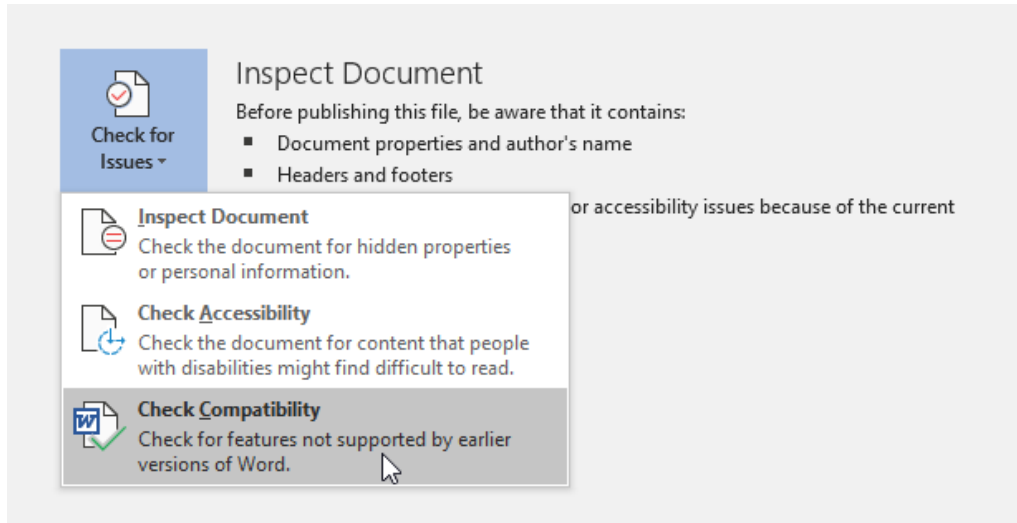 Inspect Document
Before publishing this file, be aware that it contains:
Check for
Issues
▪ Document properties and author's name
▪ Headers and footers
or accessibility issues because of the current
Inspect Document
Check the document for hidden properties
or personal information.
Check Accessibility
Check the document for content that people
with disabilities might find difficult to read.
Check Compatibility
Check for features not supported by earlier
versions of Word.